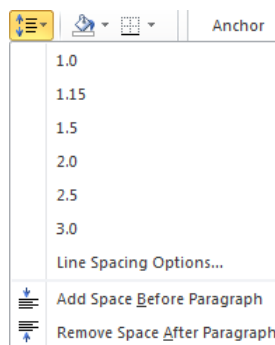 Anchor
1.0
1.15
1.5
2.0
2.5
3.0
Line Spacing Options...
Add Space Before Paragraph
Remove Space After Paragraph